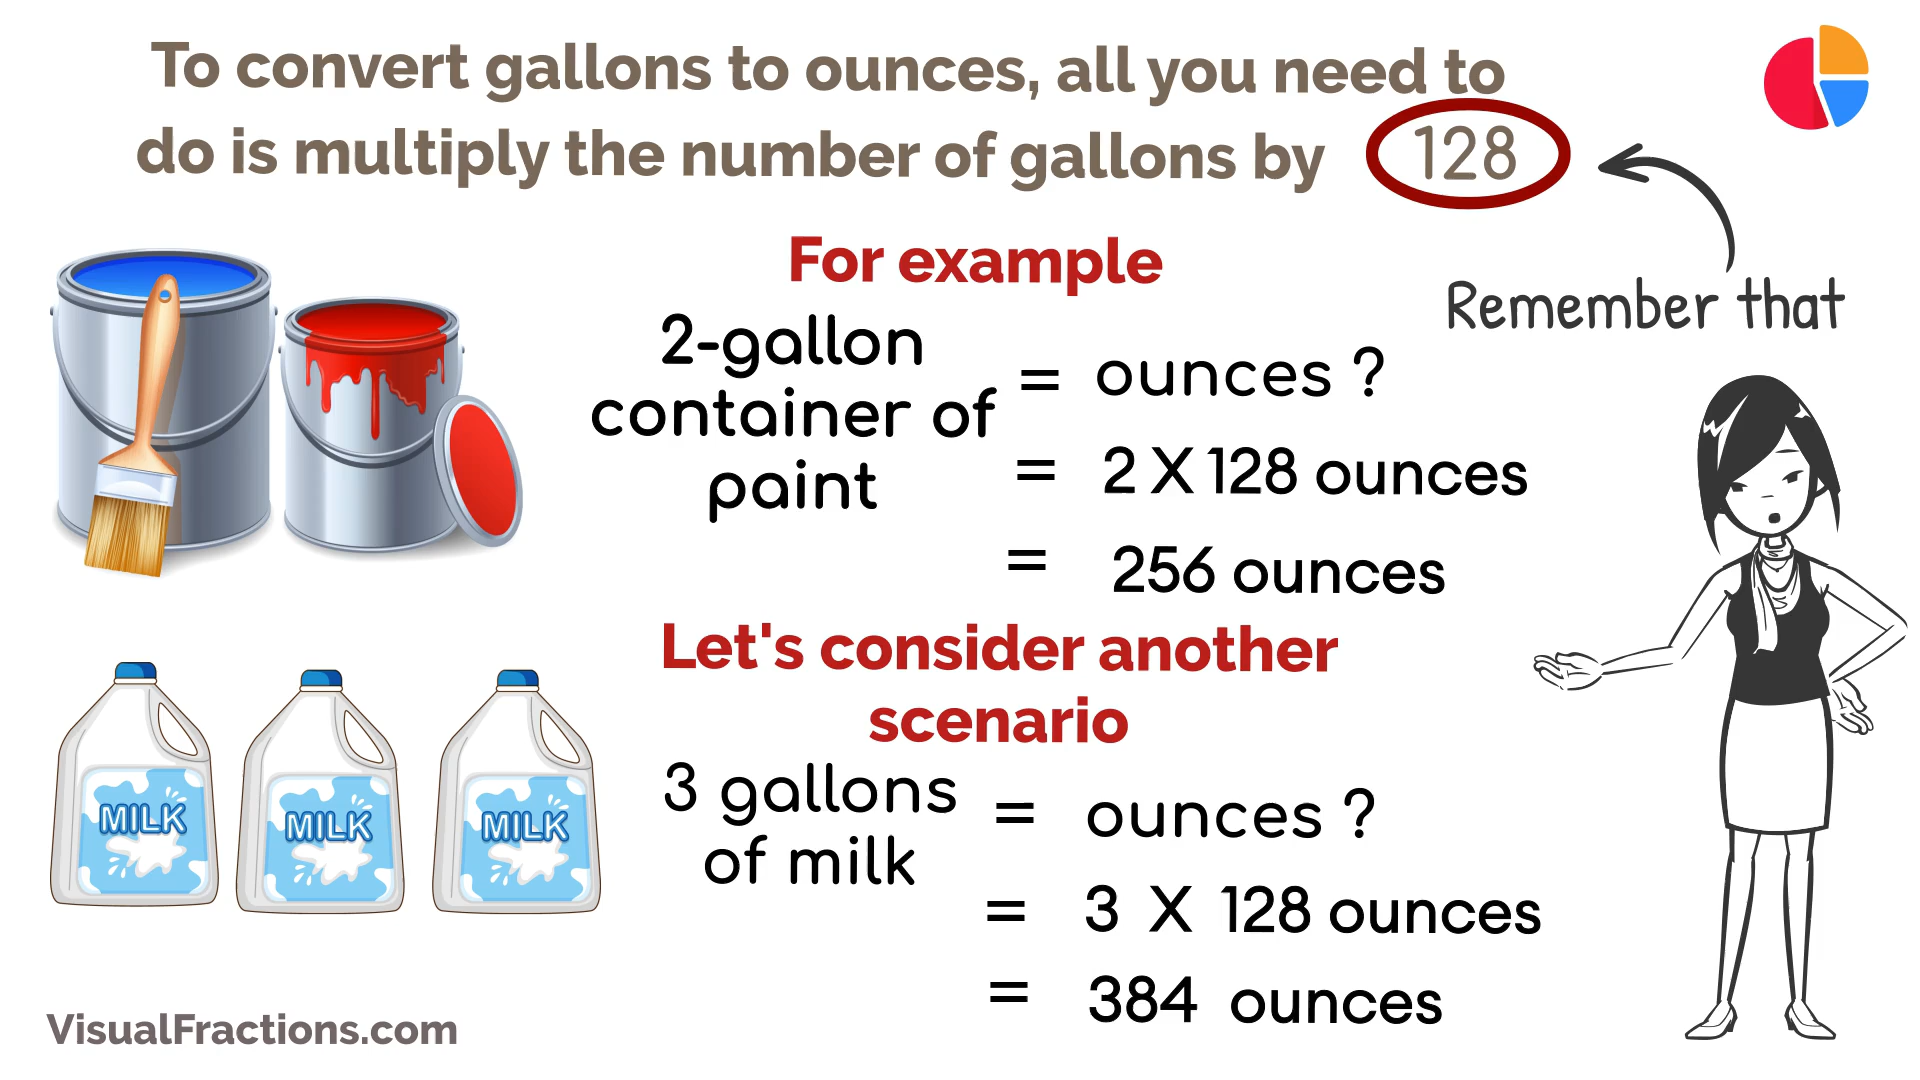 To convert gallons to ounces, all you need to
do is multiply the number of gallons by 128
Remember that
For example
2-gallon
container of
paint
= ounces ?
= 2 X 128 ounces
= 256 ounces
Let's consider another
scenario
3 gallons
of milk
= ounces ?
= 3 X 128 ounces
= 384 ounces
MILK
MILK
MILK
VisualFractions.com